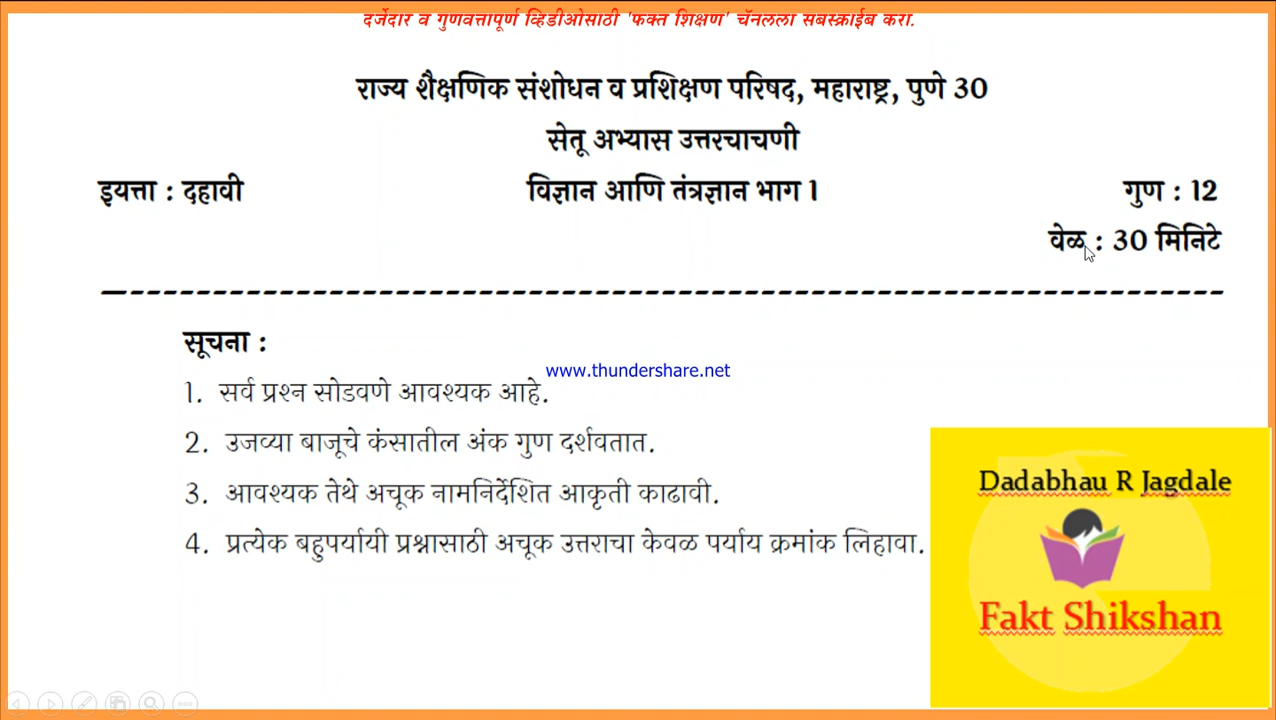 दर्जेदार व गुणवत्तापूर्ण व्हिडीओसाठी 'फक्त शिक्षण' चॅनलला सबस्क्राईब करा.
राज्य शैक्षणिक संशोधन व प्रशिक्षण परिषद, महाराष्ट्र, पुणे 30
सेतू अभ्यास उत्तरचाचणी
इयत्ता : दहावी विज्ञान आणि तंत्रज्ञान भाग 1 गुण : 12
वेळ : 30 मिनिटे
सूचना :
www.thundershare.net
1. सर्व प्रश्न सोडवणे आवश्यक आहे.
2. उजव्या बाजूचे कंसातील अंक गुण दर्शवतात.
3. आवश्यक तेथे अचूक नामनिर्देशित आकृती काढावी.
4. प्रत्येक बहुपर्यायी प्रश्नासाठी अचूक उत्तराचा केवळ पर्याय क्रमांक लिहावा.
Dadabhau R Jagdale
Fakt Shikshan